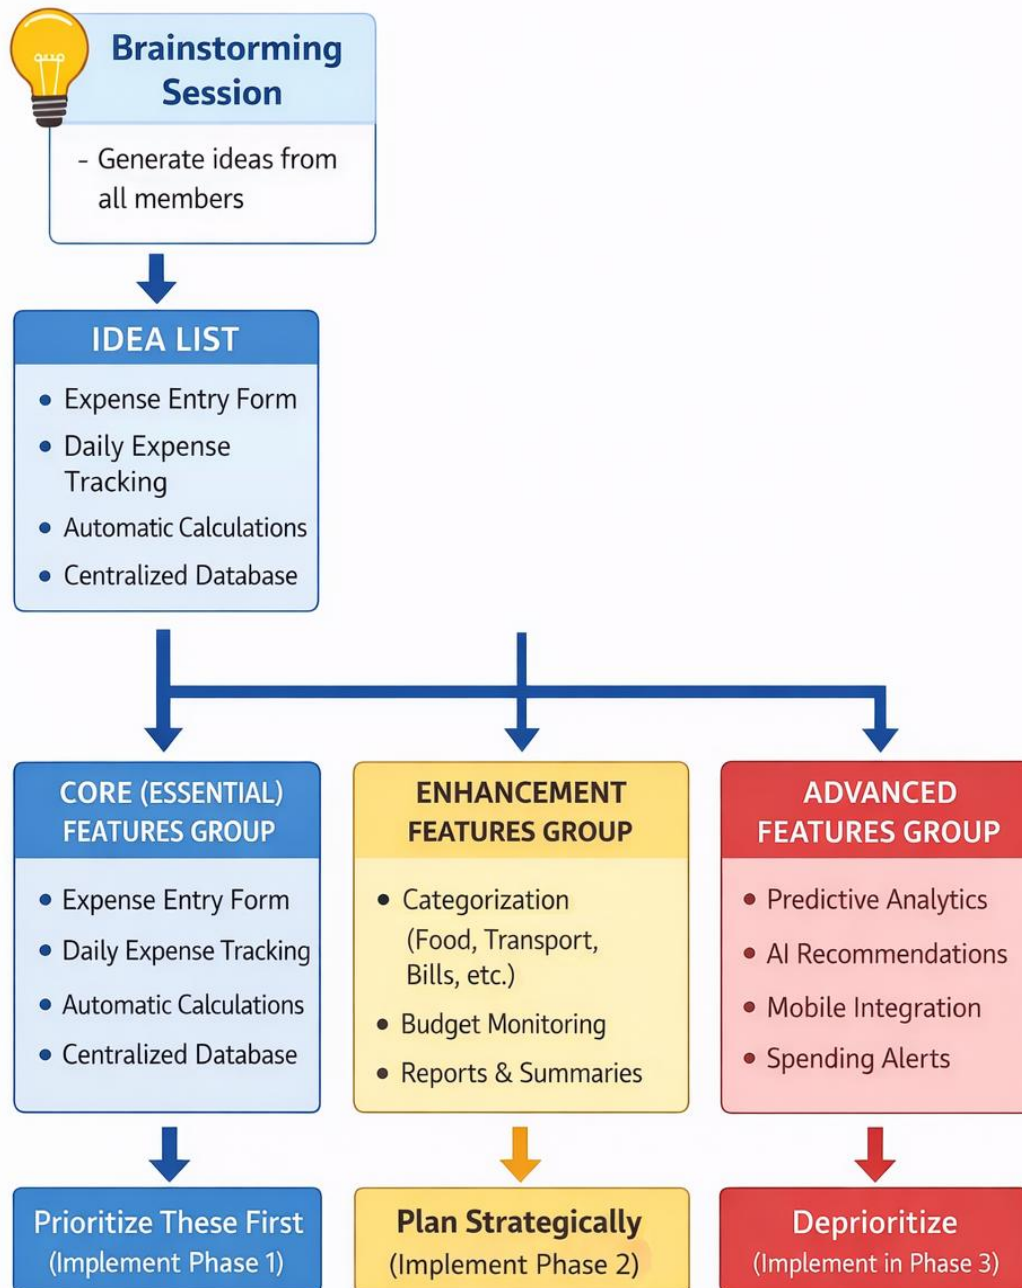 Brainstorming
Session
- Generate ideas from
all members
IDEA LIST
• Expense Entry Form
• Daily Expense
Tracking
• Automatic Calculations
• Centralized Database
CORE (ESSENTIAL)
FEATURES GROUP
• Expense Entry Form
• Daily Expense Tracking
• Automatic Calculations
• Centralized Database
Prioritize These First
(Implement Phase 1)
ENHANCEMENT
FEATURES GROUP
• Categorization
(Food, Transport,
Bills, etc.)
• Budget Monitoring
• Reports & Summaries
Plan Strategically
(Implement Phase 2)
ADVANCED
FEATURES GROUP
• Predictive Analytics
• AI Recommendations
• Mobile Integration
• Spending Alerts
Deprioritize
(Implement in Phase 3)